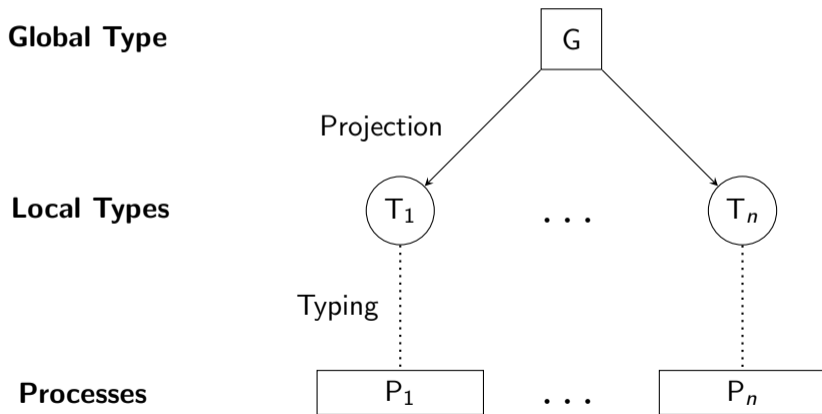 Global Type
G
Projection
Local Types
T₁ ... Tₙ
Typing
Processes
P₁ ... Pₙ